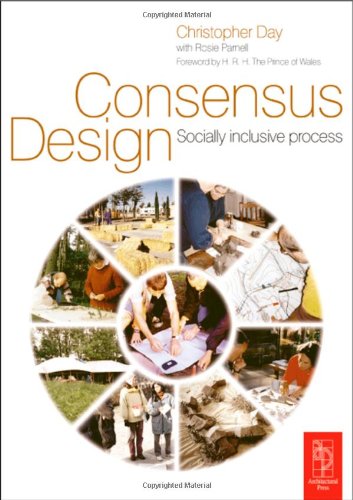 Copyrighted Material
Christopher Day
with Rosie Parnell
Foreword by H. R. H. The Prince of Wales
Consensus
Design
Socially inclusive process
Architectural
Press
Copyrighted Material